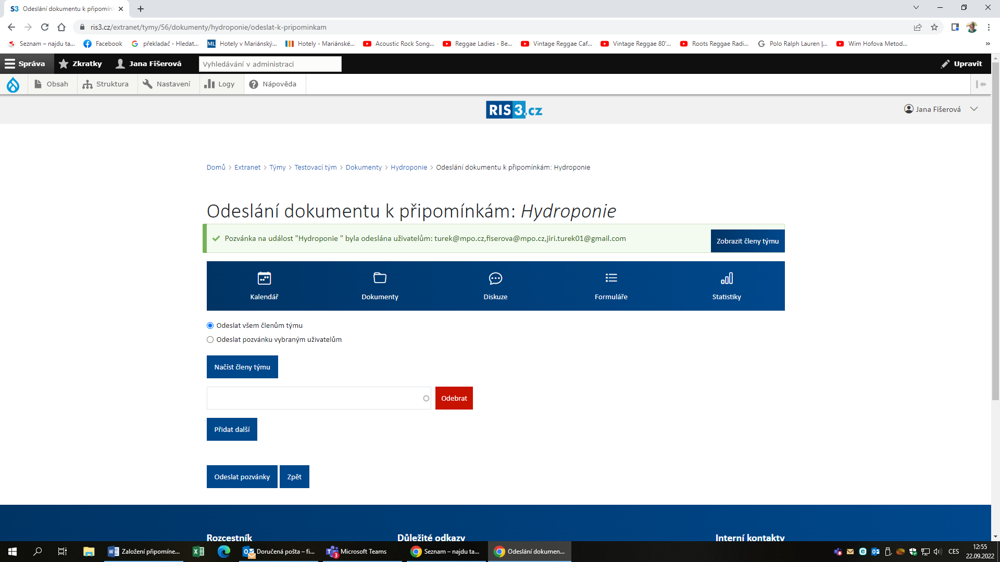 S3 Odeslání dokumentu k připomín
ris3.cz/extranet/tymy/56/dokumenty/hydroponie/odeslat-k-pripominkam
Seznam – najdu ta... Facebook překladač - Hledat... ML Hotely v Mariánský... Hotely - Mariánské... Acoustic Rock Song... Reggae Ladies - Be... Vintage Reggae Caf... Vintage Reggae 80'... Roots Reggae Radi... Polo Ralph Lauren |... Wim Hofova Metod... »
Správa Zkratky Jana Fišerová Vyhledávání v administraci Upravit
Obsah Struktura Nastavení Logy Nápověda
RIS3.cz Jana Fišerová
Domů > Extranet > Týmy > Testovací tým > Dokumenty > Hydroponie > Odeslání dokumentu k připomínkám: Hydroponie
Odeslání dokumentu k připomínkám: Hydroponie
Pozvánka na událost "Hydroponie " byla odeslána uživatelům: turek@mpo.cz,fiserova@mpo.cz,jiri.turek01@gmail.com
Zobrazit členy týmu
Kalendář Dokumenty Diskuze Formuláře Statistiky
Odeslat všem členům týmu
Odeslat pozvánku vybraným uživatelům
Načíst členy týmu
Odebrat
Přidat další
Odeslat pozvánky Zpět
Rozcestník Důležité odkazy Interní kontakty
Založení připomíne... Doručená pošta – fi... 3 Microsoft Teams Seznam – najdu ta... Odeslání dokumen... CES 12:55
22.09.2022